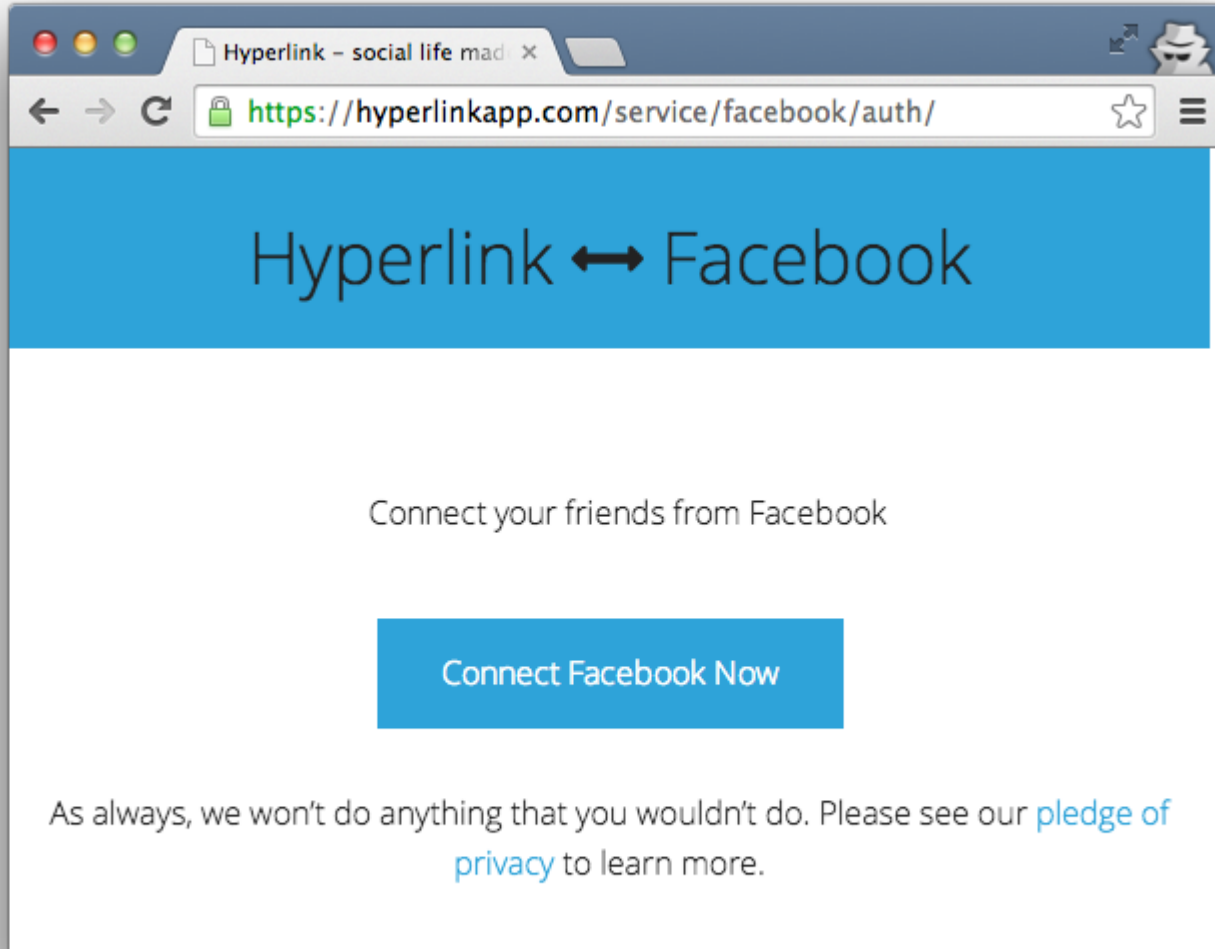 Hyperlink – social life mad
https://hyperlinkapp.com/service/facebook/auth/
Hyperlink ↔ Facebook
Connect your friends from Facebook
Connect Facebook Now
As always, we won’t do anything that you wouldn’t do. Please see our pledge of
privacy to learn more.